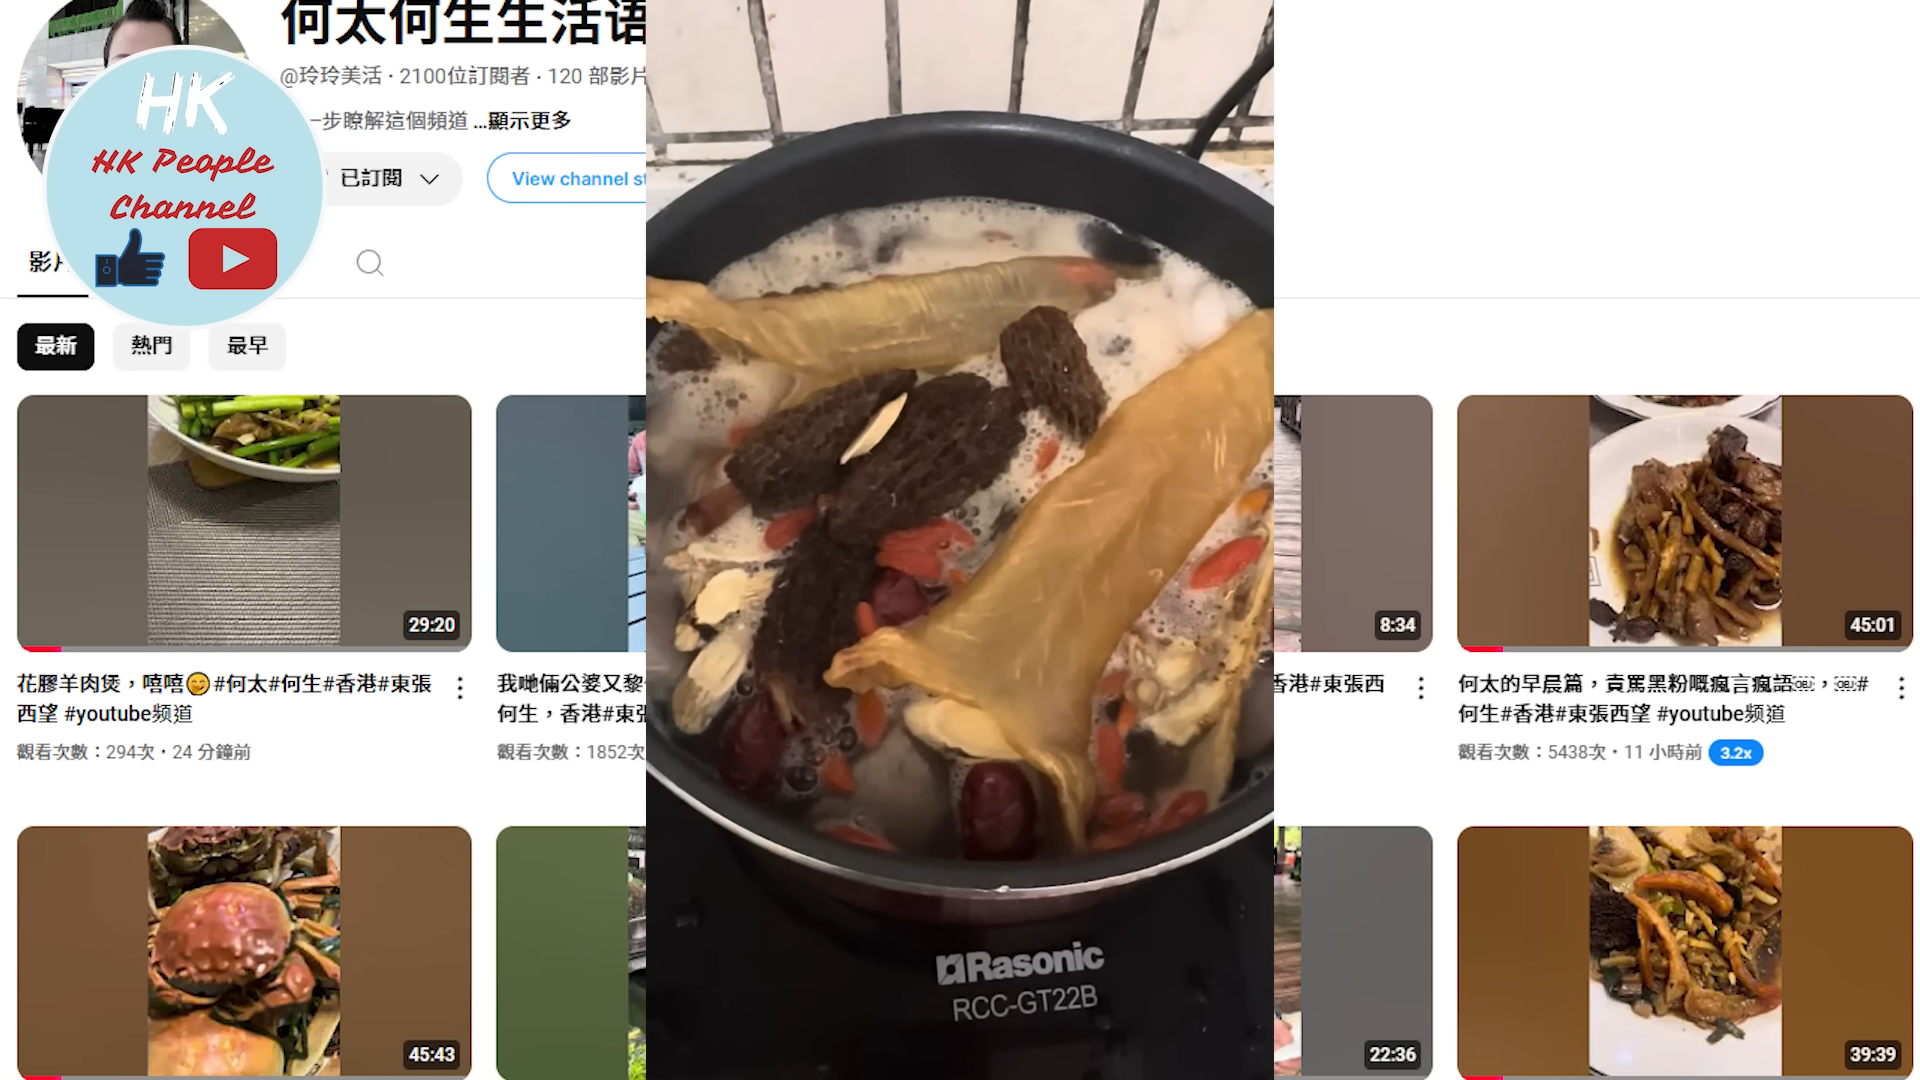 何太何生生活语
@玲玲美活 · 2100位訂閱者 · 120 部影片
一步瞭解這個頻道 ...顯示更多
HK
HK People
Channel
已訂閱
View channel st
影片
最新
熱門
最早
29:20
8:34
45:01
花膠羊肉煲，嘻嘻🤭#何太#何生#香港#東張
西望 #youtube频道
觀看次數：294次 · 24 分鐘前
我哋倆公婆又黎
何生，香港#東張
觀看次數：1852次
香港#東張西
何太的早晨篇，責罵黑粉嘅瘋言瘋語￼，￼#
何生#香港#東張西望 #youtube频道
觀看次數：5438次 · 11 小時前
3.2x
Rasonic
RCC-GT22B
45:43
22:36
39:39